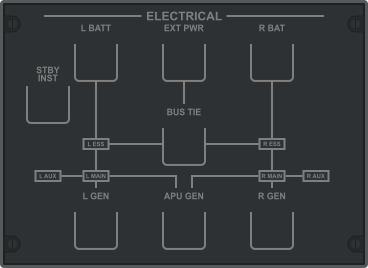 ELECTRICAL
L BATT EXT PWR R BAT
STBY
INST
BUS TIE
L ESS R ESS
L AUX L MAIN R MAIN R AUX
L GEN APU GEN R GEN